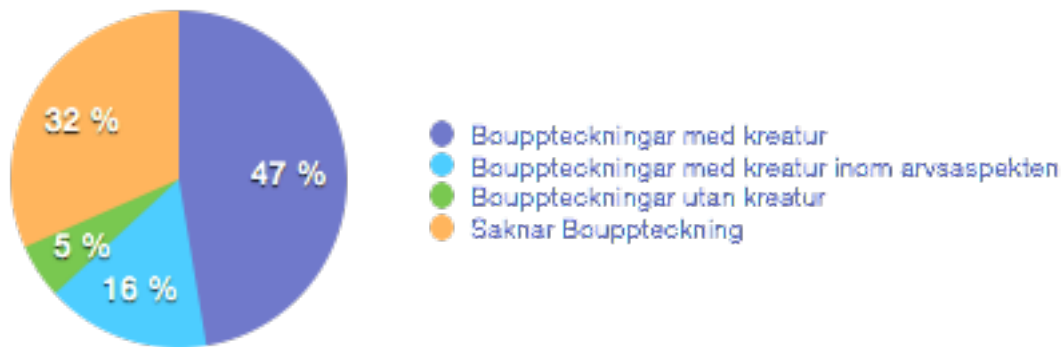 32 %
47 %
5 %
16 %
Bouppteckningar med kreatur
Bouppteckningar med kreatur inom arvsaspekten
Bouppteckningar utan kreatur
Saknar Bouppteckning